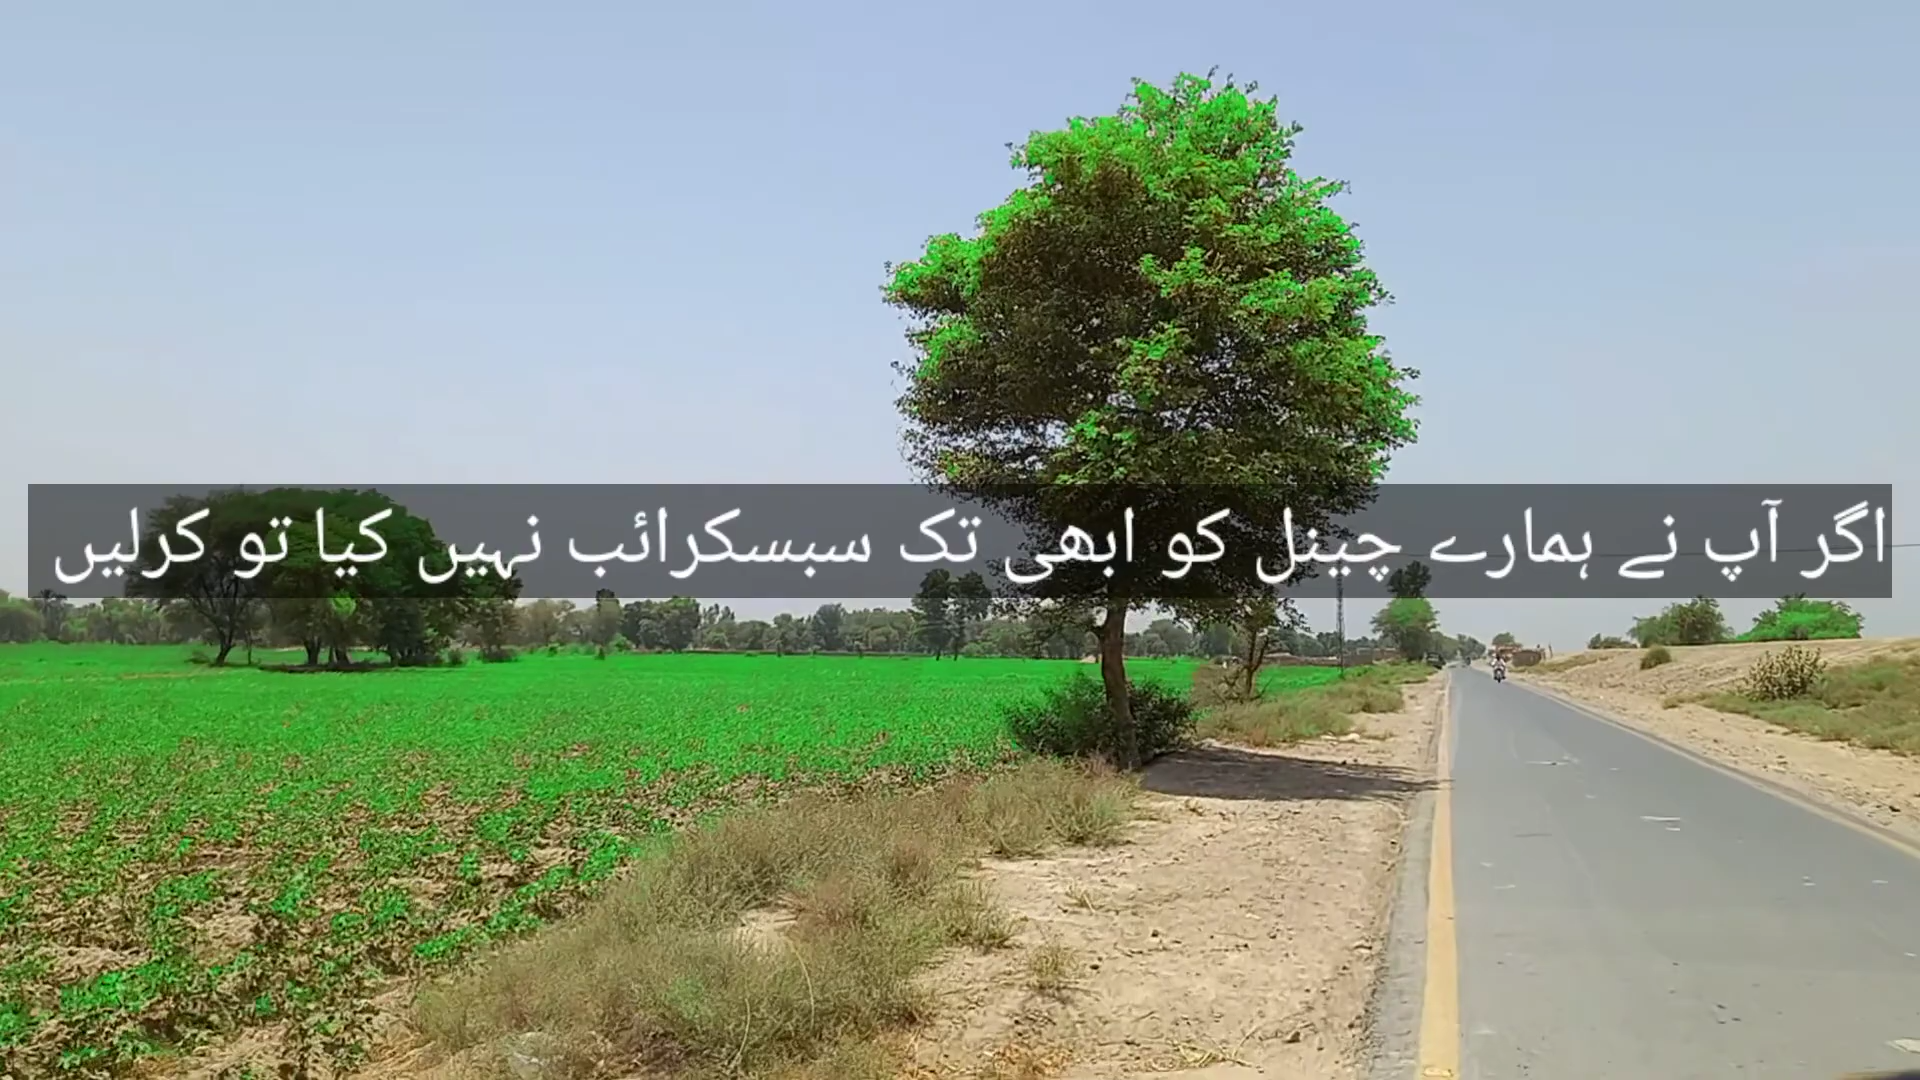 اگر آپ نے ہمارے چینل کو ابھی تک سبسکرائب نہیں کیا تو کرلیں